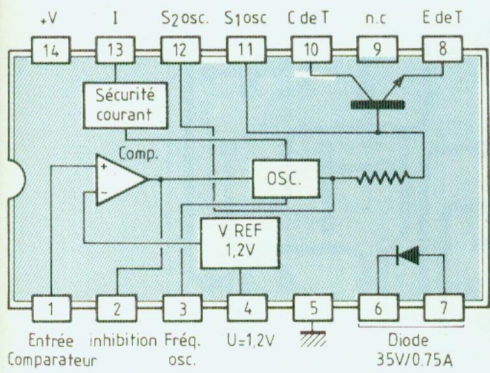 +V I S2osc. S1osc C de T n.c E de T
14 13 12 11 10 9 8
Sécurité
courant
Comp.
+
−
OSC.
V REF
1,2V
1 2 3 4 5 6 7
Entrée inhibition Fréq. U=1,2V Diode
Comparateur osc. 35V/0.75A